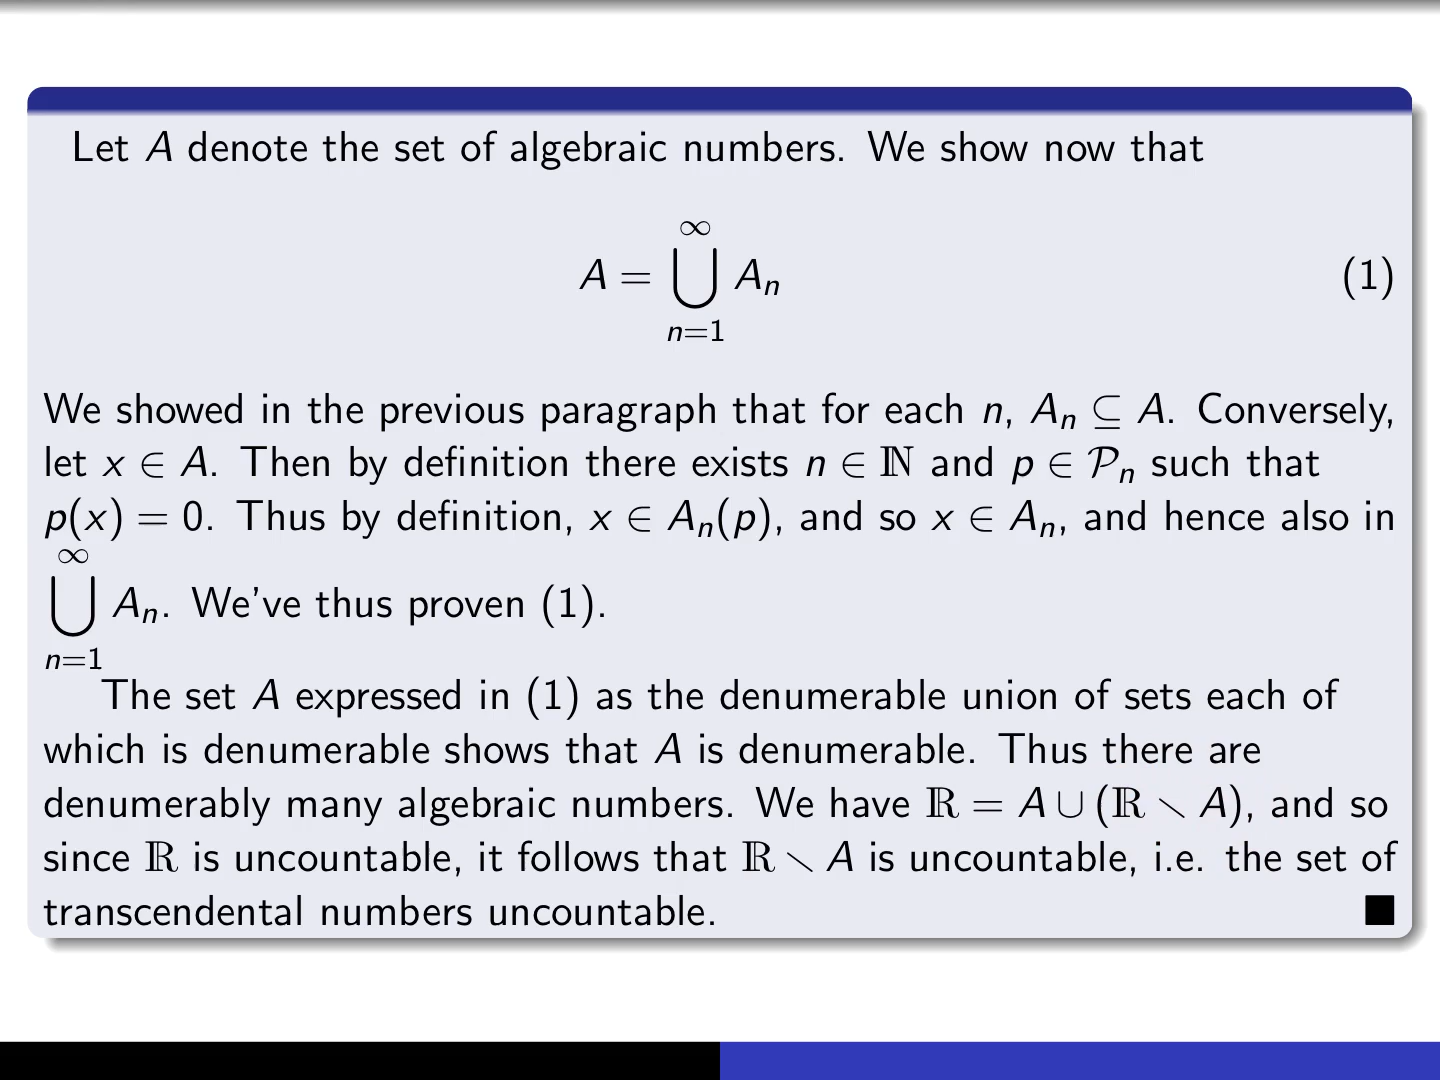 Let A denote the set of algebraic numbers. We show now that
A = ⋃_{n=1}^{∞} A_n (1)
We showed in the previous paragraph that for each n, A_n ⊆ A. Conversely,
let x ∈ A. Then by definition there exists n ∈ ℕ and p ∈ 𝒫_n such that
p(x) = 0. Thus by definition, x ∈ A_n(p), and so x ∈ A_n, and hence also in
⋃_{n=1}^{∞} A_n. We've thus proven (1).
The set A expressed in (1) as the denumerable union of sets each of
which is denumerable shows that A is denumerable. Thus there are
denumerably many algebraic numbers. We have ℝ = A ∪ (ℝ ∖ A), and so
since ℝ is uncountable, it follows that ℝ ∖ A is uncountable, i.e. the set of
transcendental numbers uncountable. ■